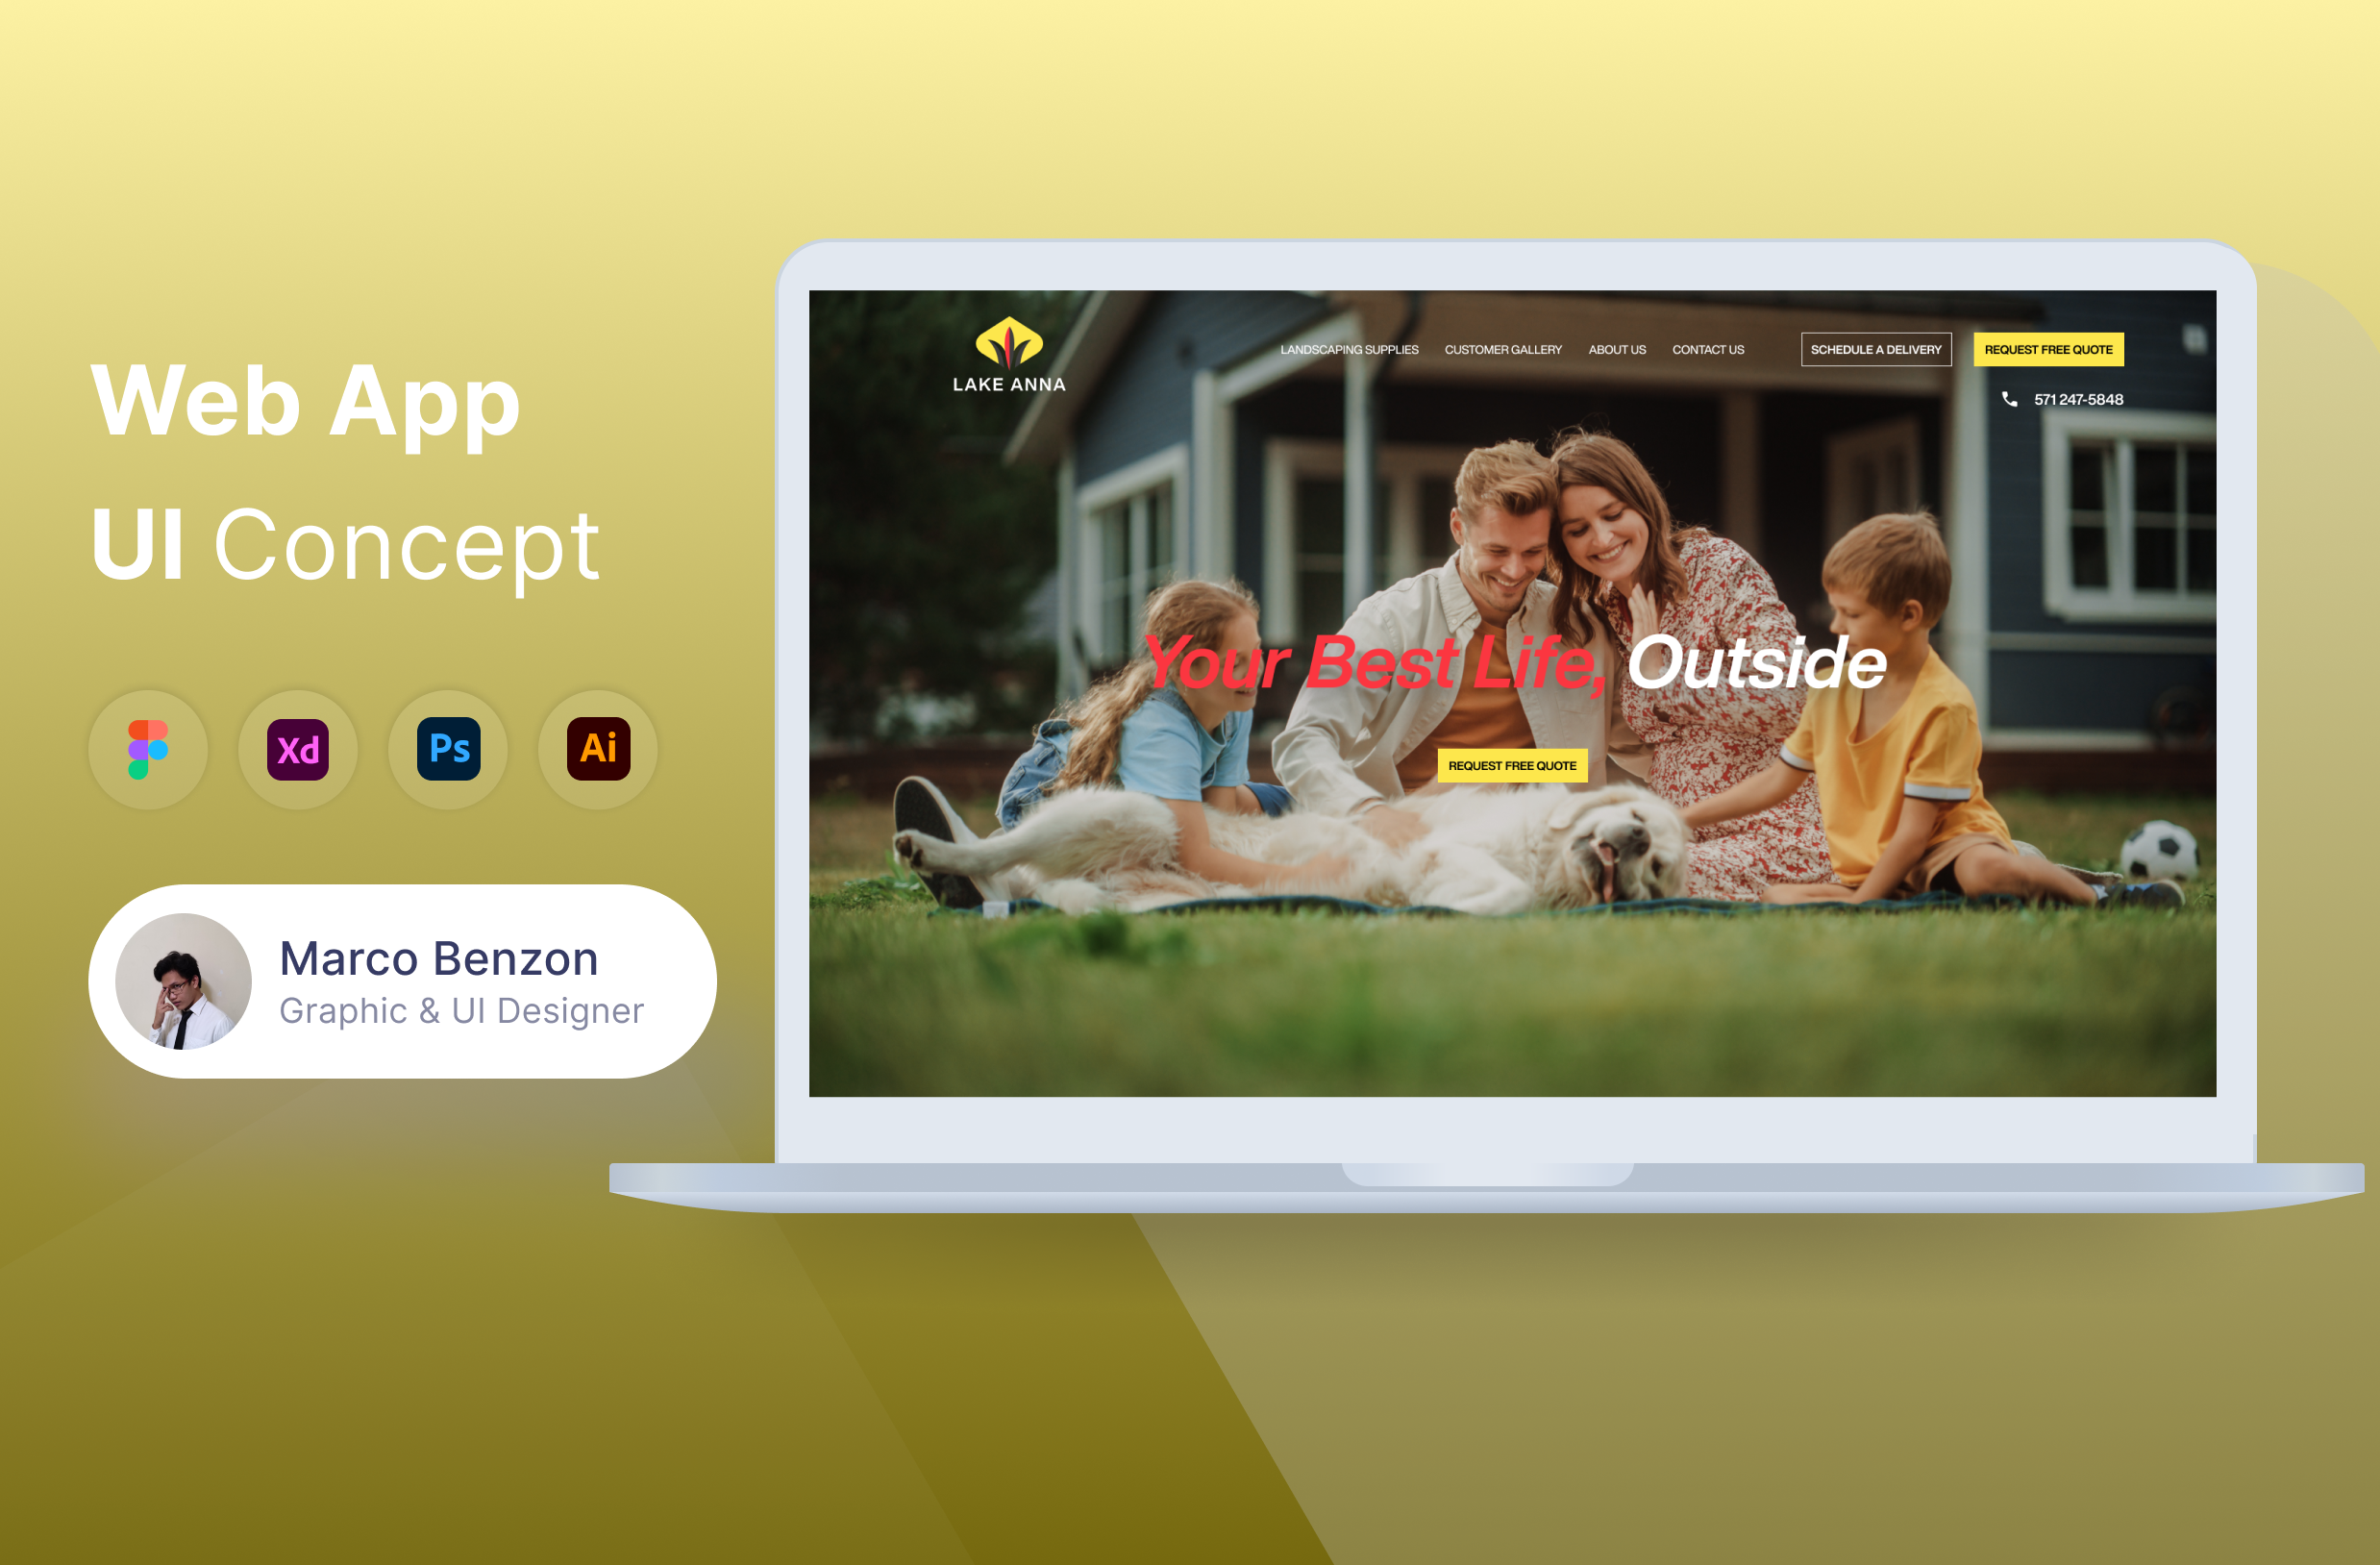 Web App
UI Concept
Xd
Ps
Ai
Marco Benzon
Graphic & UI Designer
LAKE ANNA
LANDSCAPING SUPPLIES
CUSTOMER GALLERY
ABOUT US
CONTACT US
SCHEDULE A DELIVERY
REQUEST FREE QUOTE
571 247-5848
Your Best Life, Outside
REQUEST FREE QUOTE